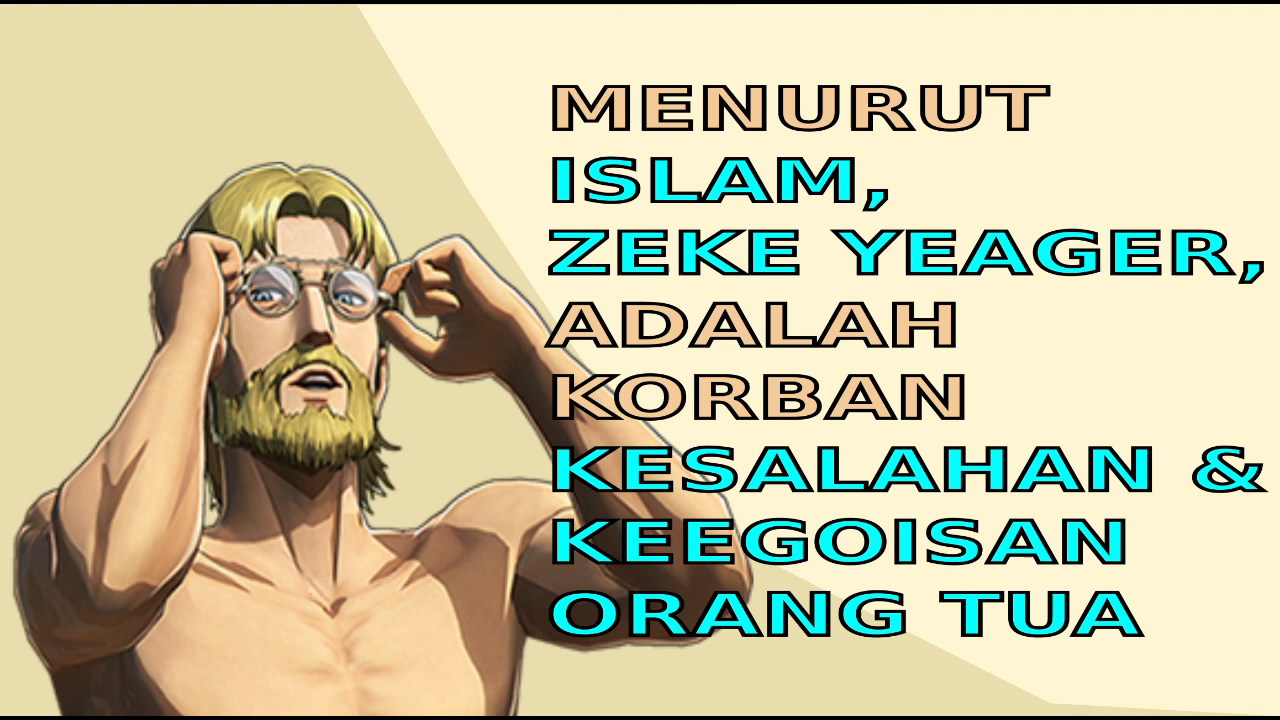 MENURUT
ISLAM,
ZEKE YEAGER,
ADALAH
KORBAN
KESALAHAN &
KEEGOISAN
ORANG TUA